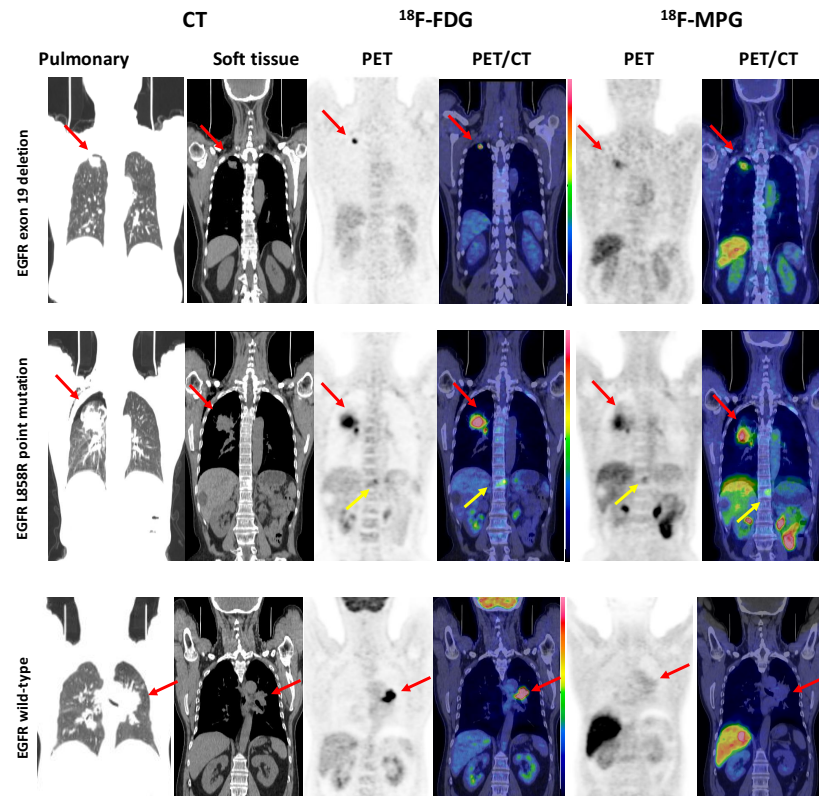 CT
¹⁸F-FDG
¹⁸F-MPG
Pulmonary
Soft tissue
PET
PET/CT
PET
PET/CT
EGFR exon 19 deletion
EGFR L858R point mutation
EGFR wild-type